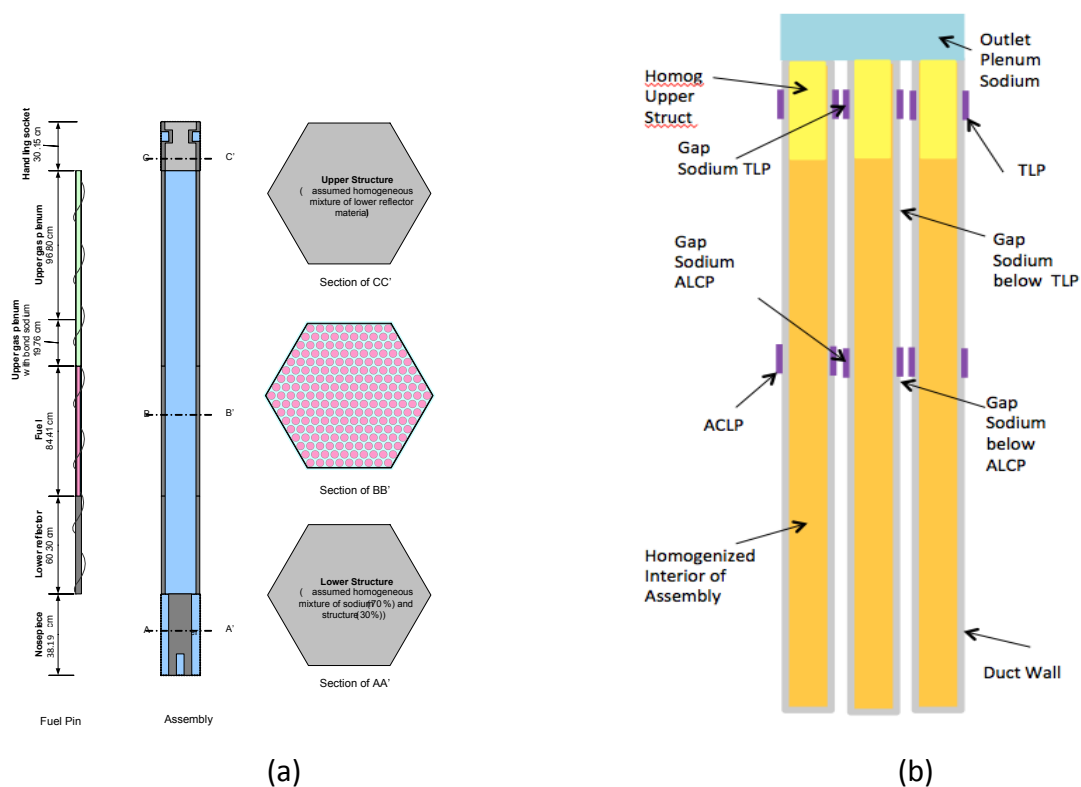 Handling socket
30.15 cm
Upper gas plenum
96.80 cm
Upper gas plenum
with bond sodium
19.76 cm
Fuel
84.41 cm
Lower reflector
60.30 cm
Nosepiece
38.19 cm
Fuel Pin
C
C'
B
B'
A
A'
Assembly
Upper Structure
( assumed homogeneous
mixture of lower reflector
material)
Section of CC'
Section of BB'
Lower Structure
( assumed homogeneous
mixture of sodium(70 %) and
structure(30%))
Section of AA'
(a)
Homog
Upper
Struct
Gap
Sodium TLP
Outlet
Plenum
Sodium
TLP
Gap
Sodium
ALCP
Gap
Sodium
below TLP
ACLP
Gap
Sodium
below
ALCP
Homogenized
Interior of
Assembly
Duct Wall
(b)